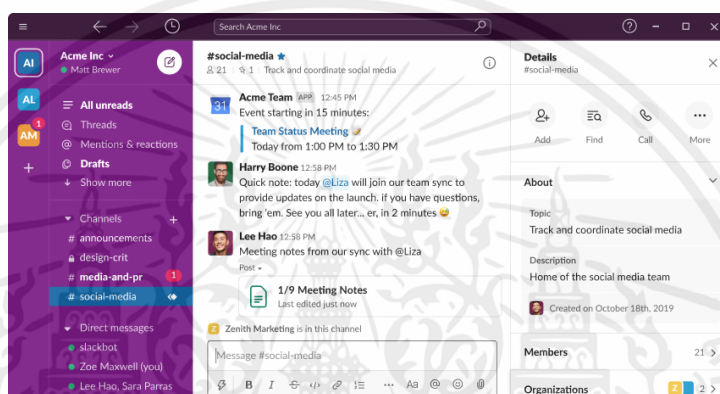 Search Acme Inc
AI
AL
AM
1
Acme Inc
Matt Brewer
All unreads
Threads
Mentions & reactions
Drafts
Show more
Channels
# announcements
design-crit
# media-and-pr 1
# social-media
Direct messages
slackbot
Zoe Maxwell (you)
Lee Hao, Sara Parras
#social-media
21 | 1 | Track and coordinate social media
31
Acme Team APP 12:45 PM
Event starting in 15 minutes:
Team Status Meeting
Today from 1:00 PM to 1:30 PM
Harry Boone 12:58 PM
Quick note: today @Liza will join our team sync to
provide updates on the launch. if you have questions,
bring 'em. See you all later... er, in 2 minutes 😄
Lee Hao 12:58 PM
Meeting notes from our sync with @Liza
Post
1/9 Meeting Notes
Last edited just now
Z Zenith Marketing is in this channel
Message #social-media
B I S </> ... Aa @
Details
#social-media
Add Find Call More
About
Topic
Track and coordinate social media
Description
Home of the social media team
Created on October 18th, 2019
Members 21
Organizations Z 2